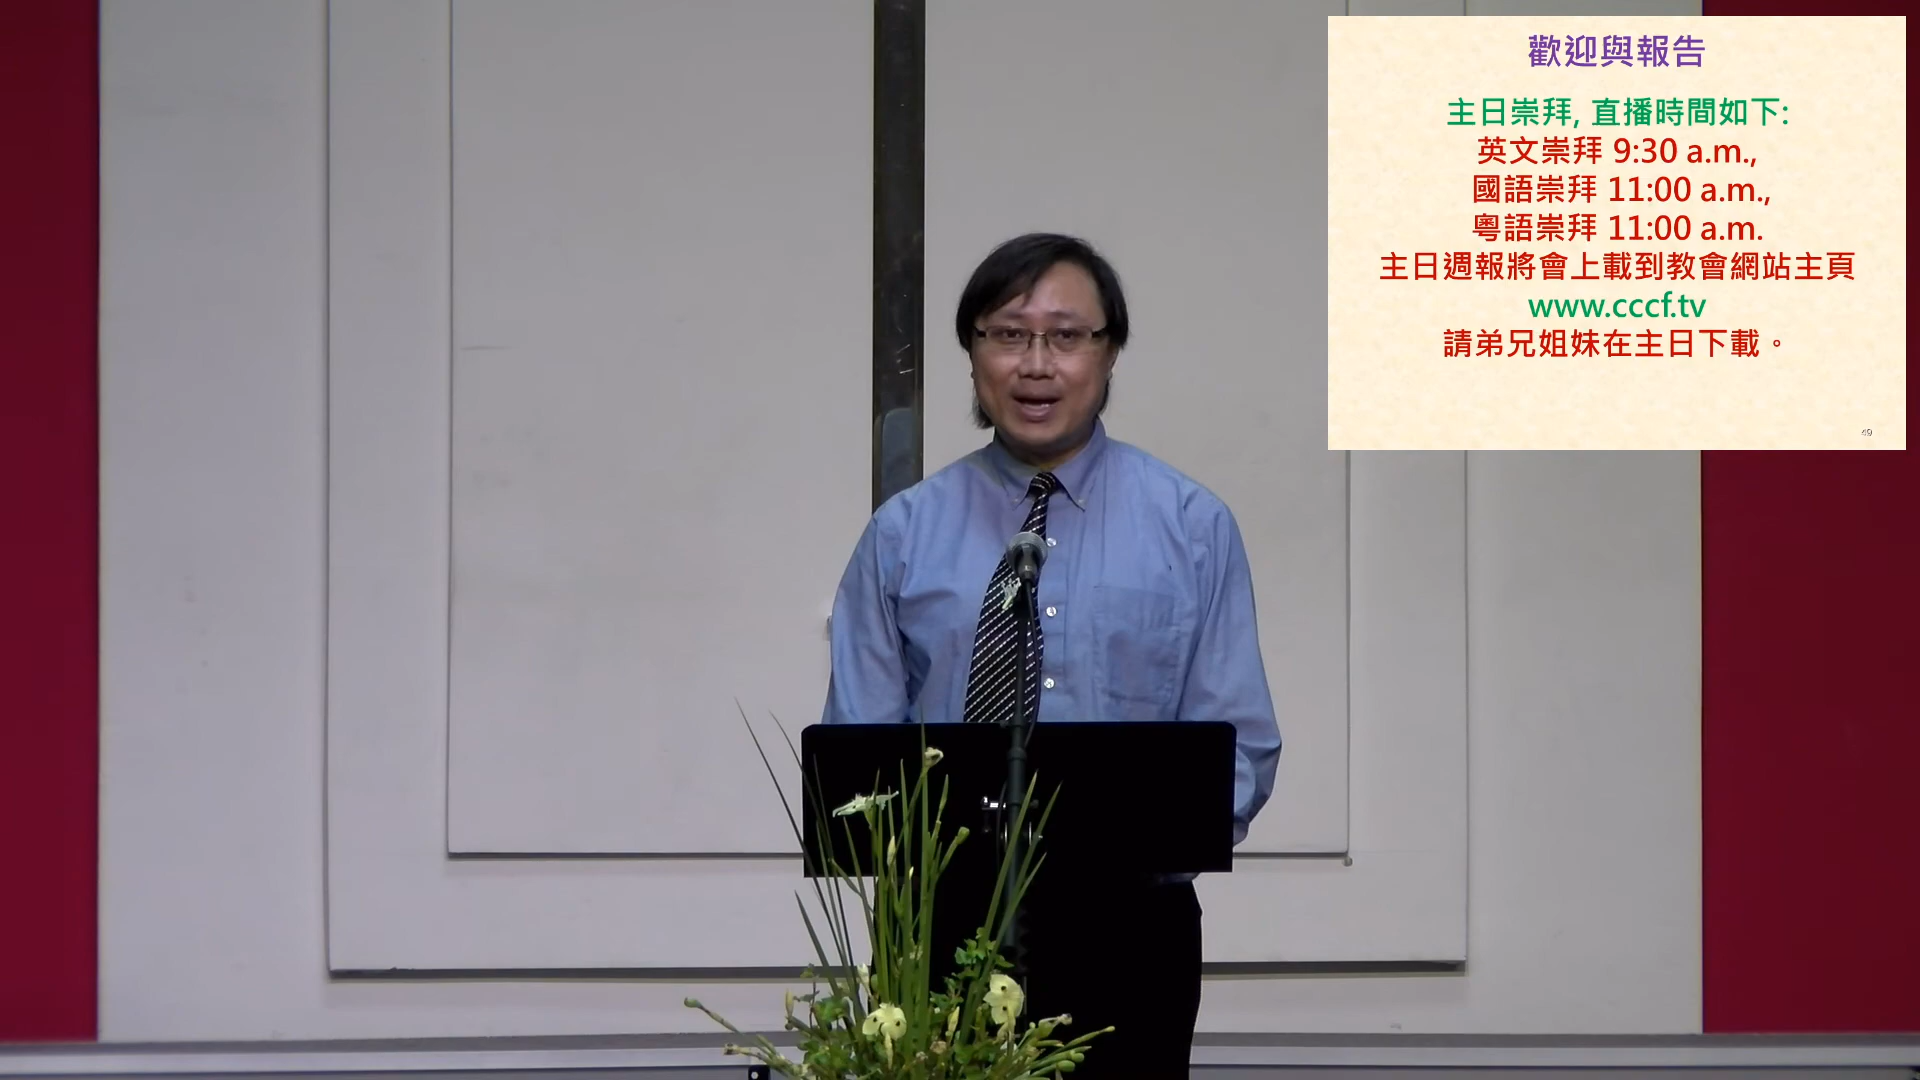 歡迎與報告
主日崇拜, 直播時間如下:
英文崇拜 9:30 a.m.,
國語崇拜 11:00 a.m.,
粵語崇拜 11:00 a.m.
主日週報將會上載到教會網站主頁
www.cccf.tv
請弟兄姐妹在主日下載。
49